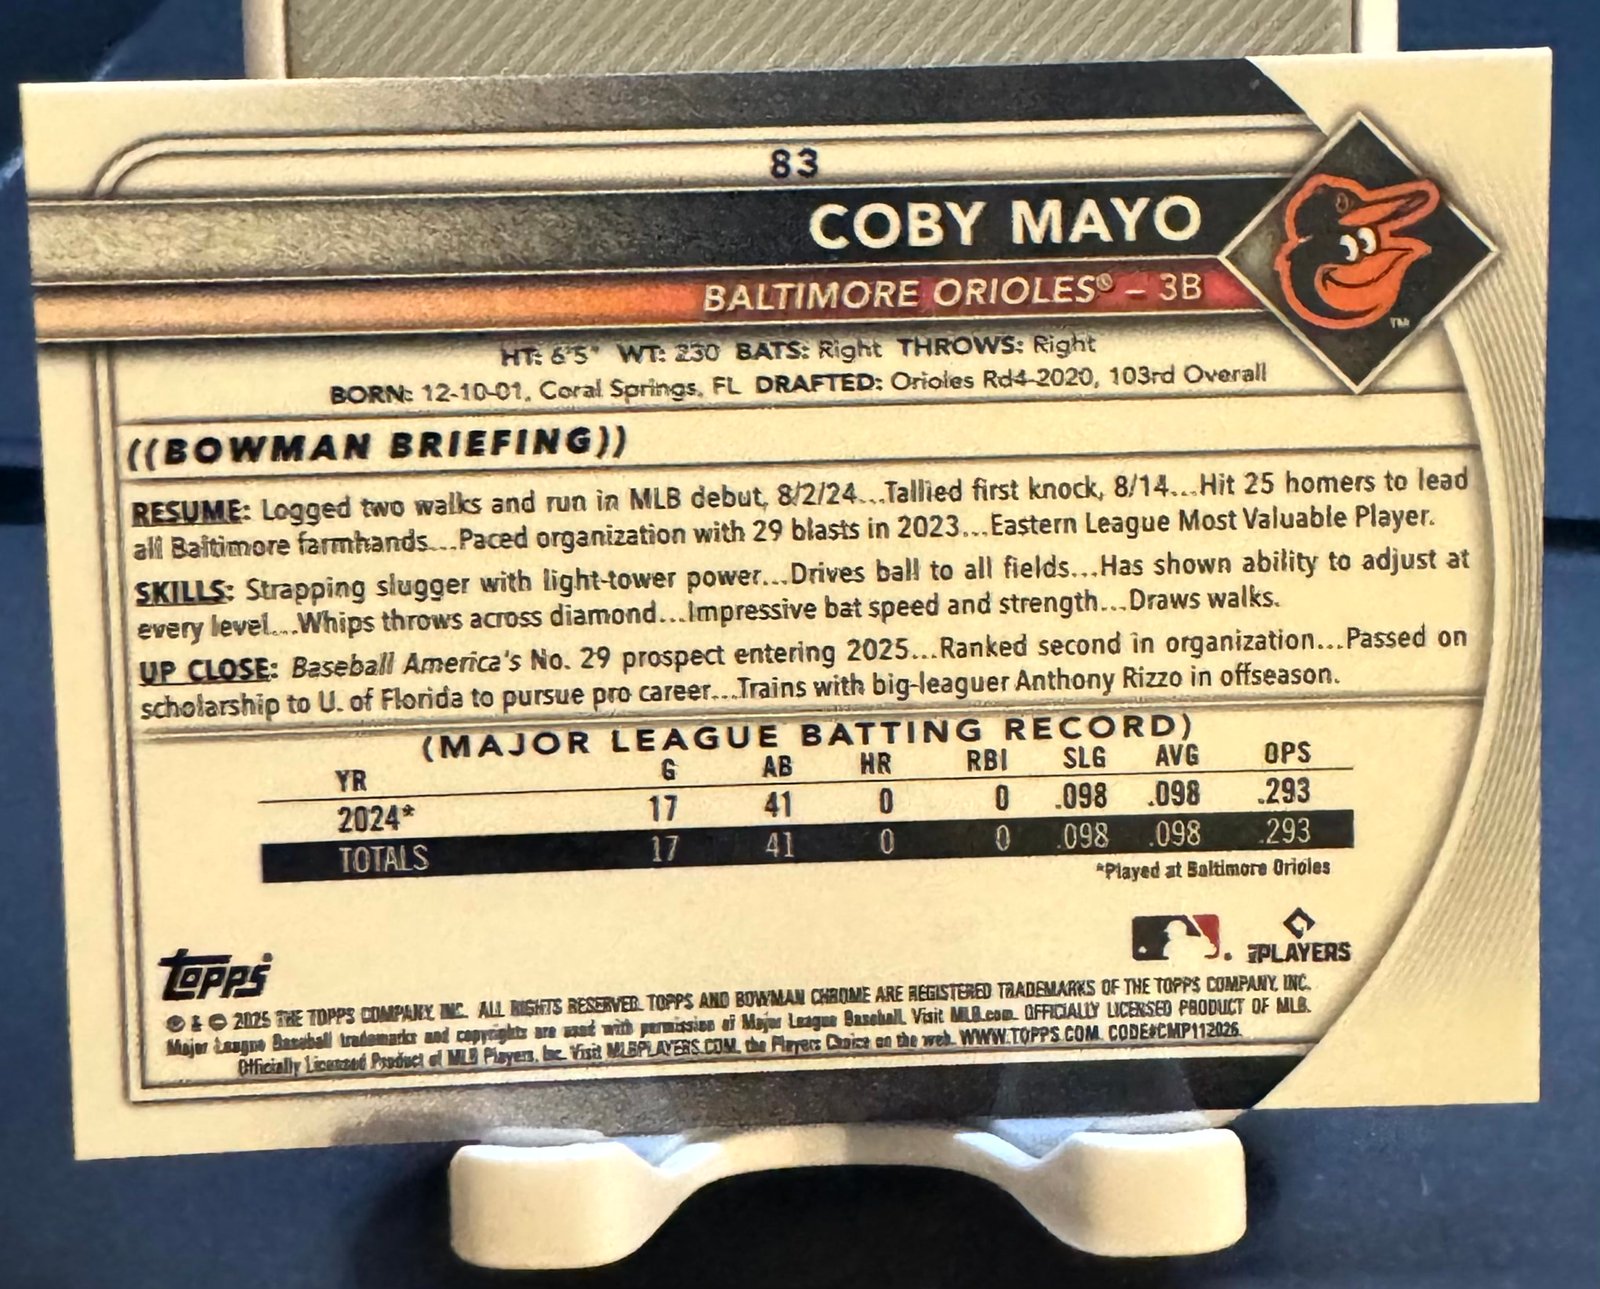 83
COBY MAYO
BALTIMORE ORIOLES® – 3B
TM
HT: 6'5" WT: 230 BATS: Right THROWS: Right
BORN: 12-10-01, Coral Springs, FL DRAFTED: Orioles Rd4-2020, 103rd Overall
((BOWMAN BRIEFING))
RESUME: Logged two walks and run in MLB debut, 8/2/24...Tallied first knock, 8/14...Hit 25 homers to lead
all Baltimore farmhands...Paced organization with 29 blasts in 2023...Eastern League Most Valuable Player.
SKILLS: Strapping slugger with light-tower power...Drives ball to all fields...Has shown ability to adjust at
every level...Whips throws across diamond...Impressive bat speed and strength...Draws walks.
UP CLOSE: Baseball America's No. 29 prospect entering 2025...Ranked second in organization...Passed on
scholarship to U. of Florida to pursue pro career...Trains with big-leaguer Anthony Rizzo in offseason.
(MAJOR LEAGUE BATTING RECORD)
YR G AB HR RBI SLG AVG OPS
2024* 17 41 0 0 .098 .098 .293
TOTALS 17 41 0 0 .098 .098 .293
*Played at Baltimore Orioles
PLAYERS
Topps®
® & © 2025 THE TOPPS COMPANY, INC. ALL RIGHTS RESERVED. TOPPS AND BOWMAN CHROME ARE REGISTERED TRADEMARKS OF THE TOPPS COMPANY, INC.
Major League Baseball trademarks and copyrights are used with permission of Major League Baseball. Visit MLB.com. OFFICIALLY LICENSED PRODUCT OF MLB.
Officially Licensed Product of MLB Players, Inc. Visit MLBPLAYERS.COM, the Players Choice on the web. WWW.TOPPS.COM. CODE#CMP112026.